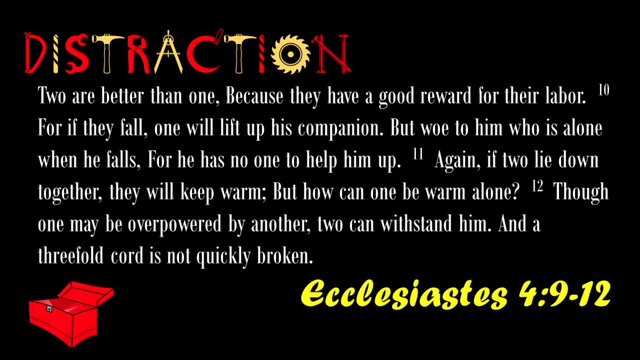 DISTRACTION
Two are better than one, Because they have a good reward for their labor. 10
For if they fall, one will lift up his companion. But woe to him who is alone
when he falls, For he has no one to help him up. 11 Again, if two lie down
together, they will keep warm; But how can one be warm alone? 12 Though
one may be overpowered by another, two can withstand him. And a
threefold cord is not quickly broken.
Ecclesiastes 4:9-12